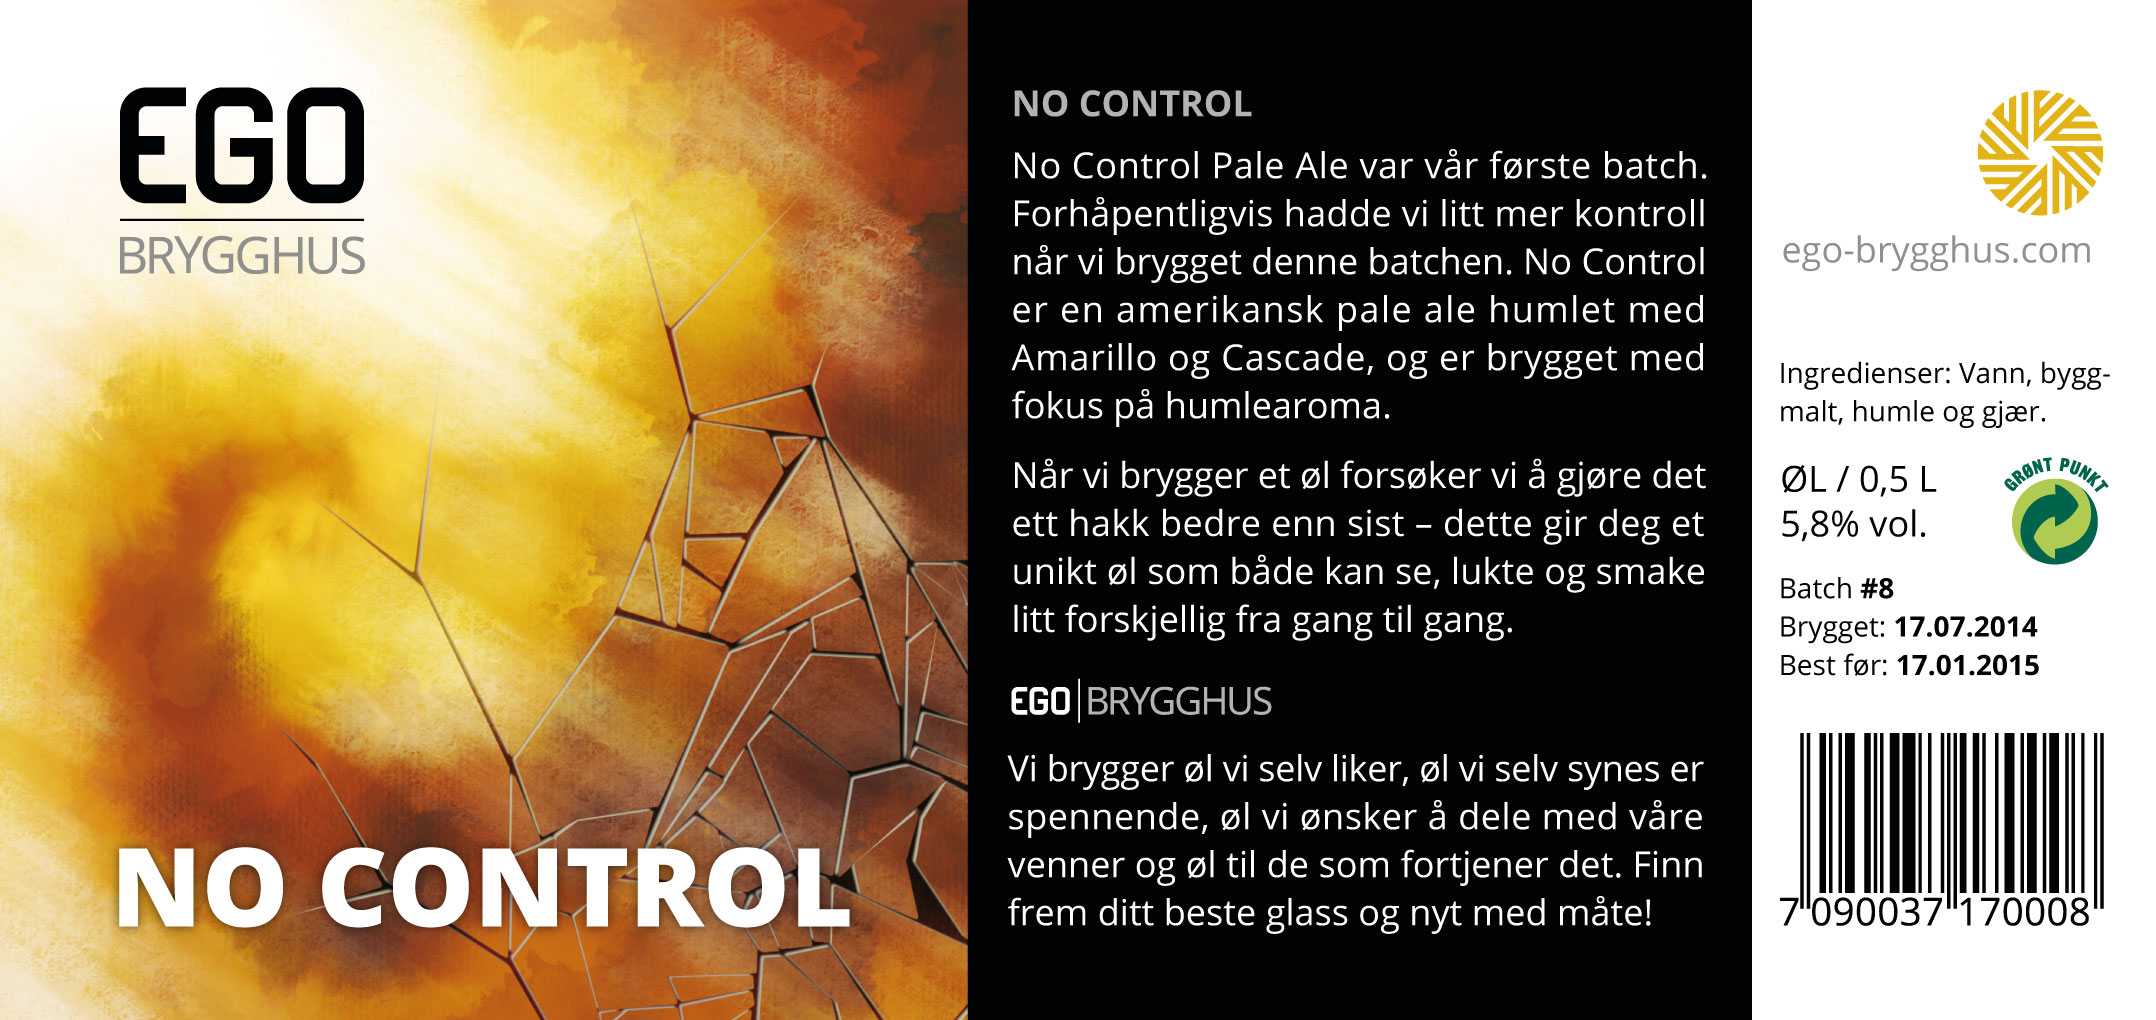 EGO
BRYGGHUS
NO CONTROL
NO CONTROL
No Control Pale Ale var vår første batch.
Forhåpentligvis hadde vi litt mer kontroll
når vi brygget denne batchen. No Control
er en amerikansk pale ale humlet med
Amarillo og Cascade, og er brygget med
fokus på humlearoma.
Når vi brygger et øl forsøker vi å gjøre det
ett hakk bedre enn sist – dette gir deg et
unikt øl som både kan se, lukte og smake
litt forskjellig fra gang til gang.
EGO BRYGGHUS
Vi brygger øl vi selv liker, øl vi selv synes er
spennende, øl vi ønsker å dele med våre
venner og øl til de som fortjener det. Finn
frem ditt beste glass og nyt med måte!
ego-brygghus.com
Ingredienser: Vann, bygg-
malt, humle og gjær.
ØL / 0,5 L
5,8% vol.
GRØNT PUNKT
Batch #8
Brygget: 17.07.2014
Best før: 17.01.2015
7 090037 170008